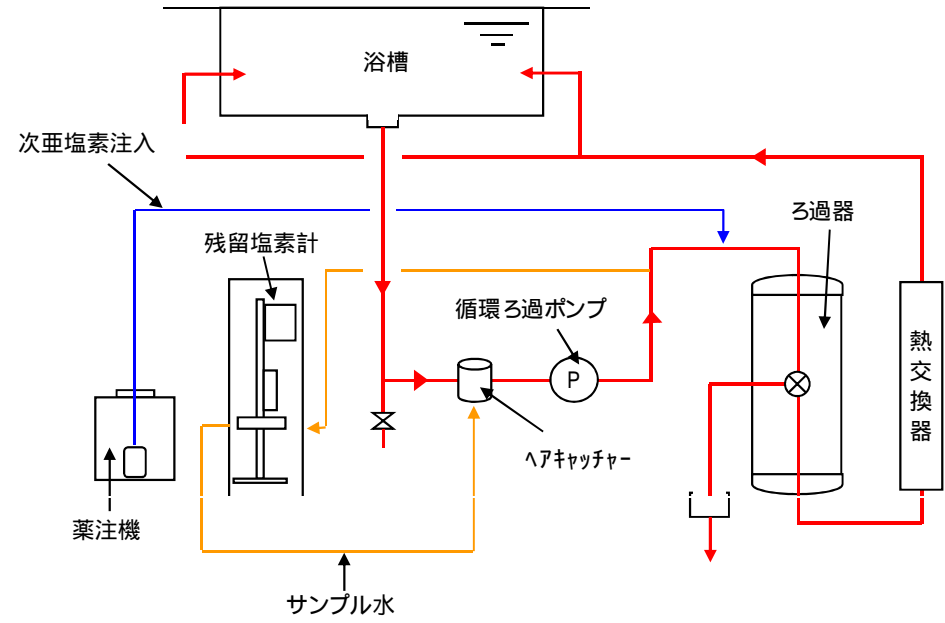 浴槽
次亜塩素注入
ろ過器
残留塩素計
循環ろ過ポンプ
熱交換器
P
ヘアキャッチャー
薬注機
サンプル水